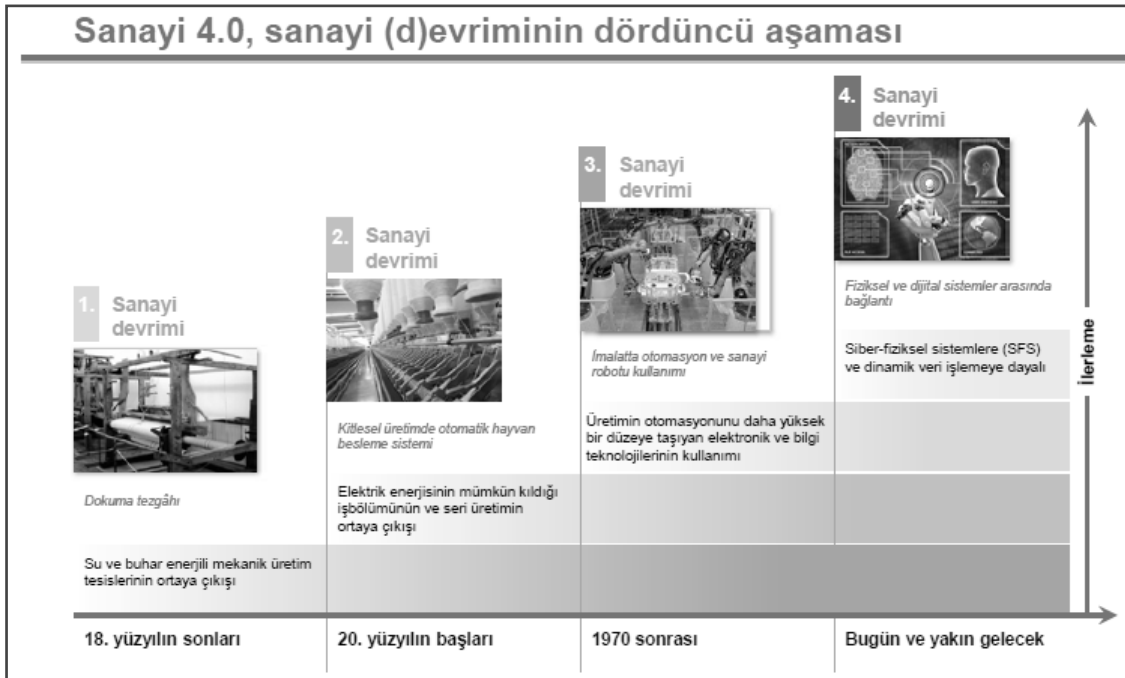 Sanayi 4.0, sanayi (d)evriminin dördüncü aşaması
4.
Sanayi
devrimi
3.
Sanayi
devrimi
2.
Sanayi
devrimi
1.
Sanayi
devrimi
Fiziksel ve dijital sistemler arasında
bağlantı
Siber-fiziksel sistemlere (SFS)
ve dinamik veri işlemeye dayalı
İmalatta otomasyon ve sanayi
robotu kullanımı
Üretimin otomasyonunu daha yüksek
bir düzeye taşıyan elektronik ve bilgi
teknolojilerinin kullanımı
Kitlesel üretimde otomatik hayvan
besleme sistemi
Elektrik enerjisinin mümkün kıldığı
işbölümünün ve seri üretimin
ortaya çıkışı
Dokuma tezgâhı
Su ve buhar enerjili mekanik üretim
tesislerinin ortaya çıkışı
İlerleme
18. yüzyılın sonları
20. yüzyılın başları
1970 sonrası
Bugün ve yakın gelecek